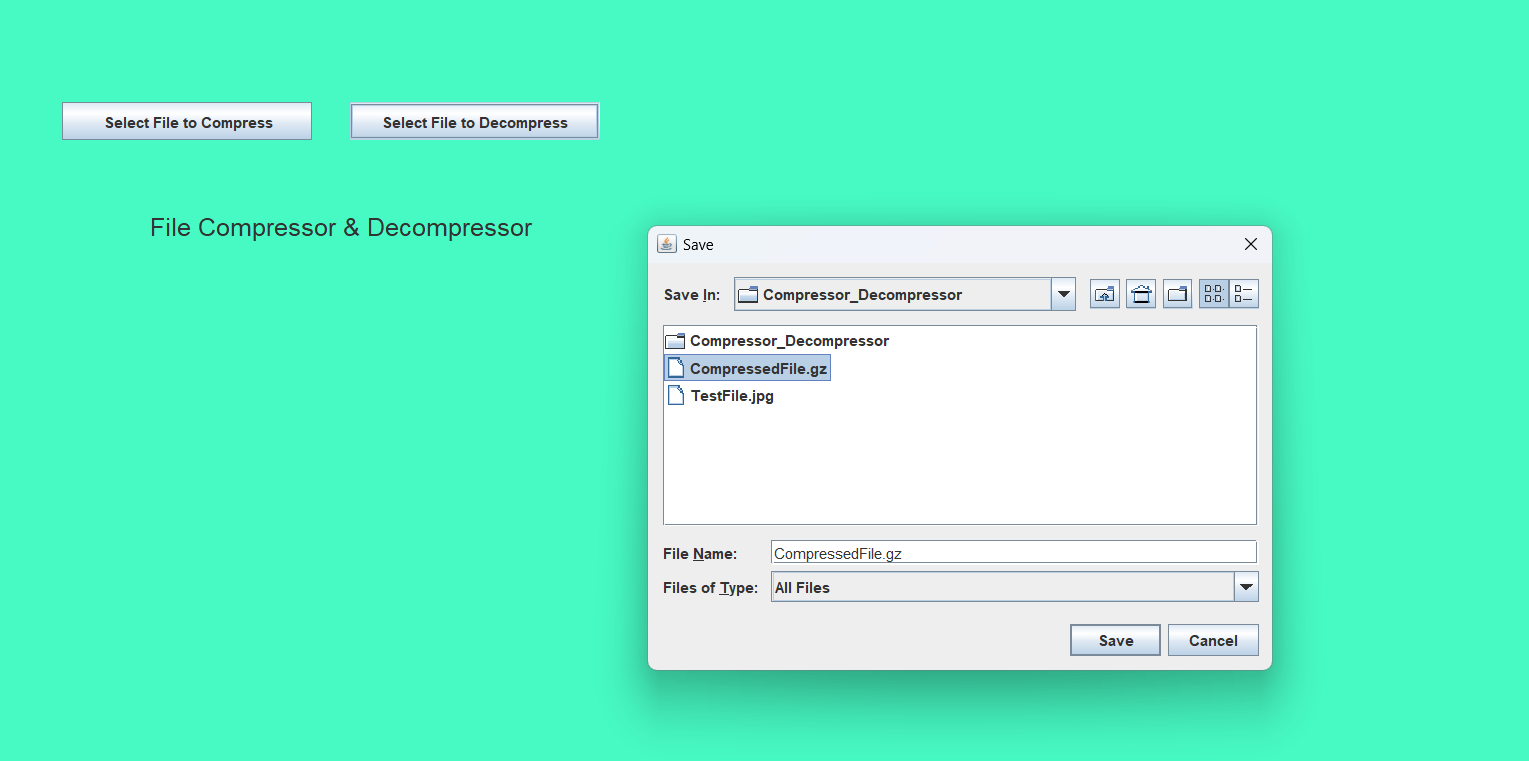 Select File to Compress
Select File to Decompress
File Compressor & Decompressor
Save
Save In:
Compressor_Decompressor
Compressor_Decompressor
CompressedFile.gz
TestFile.jpg
File Name:
CompressedFile.gz
Files of Type:
All Files
Save
Cancel